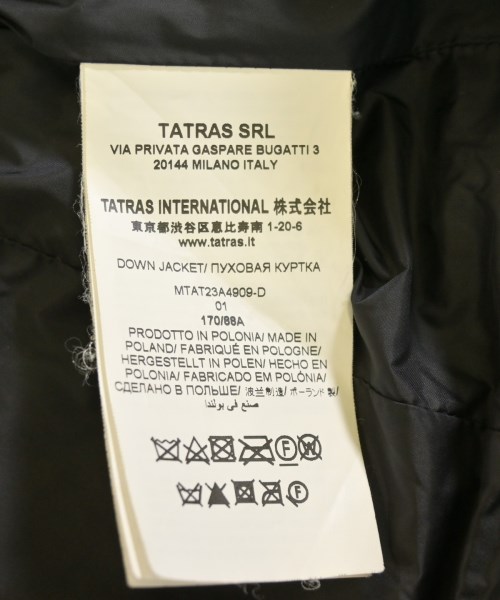 TATRAS SRL
VIA PRIVATA GASPARE BUGATTI 3
20144 MILANO ITALY
TATRAS INTERNATIONAL 株式会社
東京都渋谷区恵比寿南 1-20-6
www.tatras.it
DOWN JACKET/ ПУХОВАЯ КУРТКА
MTAT23A4909-D
01
170/88A
PRODOTTO IN POLONIA/ MADE IN
POLAND/ FABRIQUÉ EN POLOGNE/
HERGESTELLT IN POLEN/ HECHO EN
POLONIA/ FABRICADO EM POLÓNIA/
СДЕЛАНО В ПОЛЬШЕ/ 波兰制造/ ポーランド製/
صنع في بولندا
F W
F